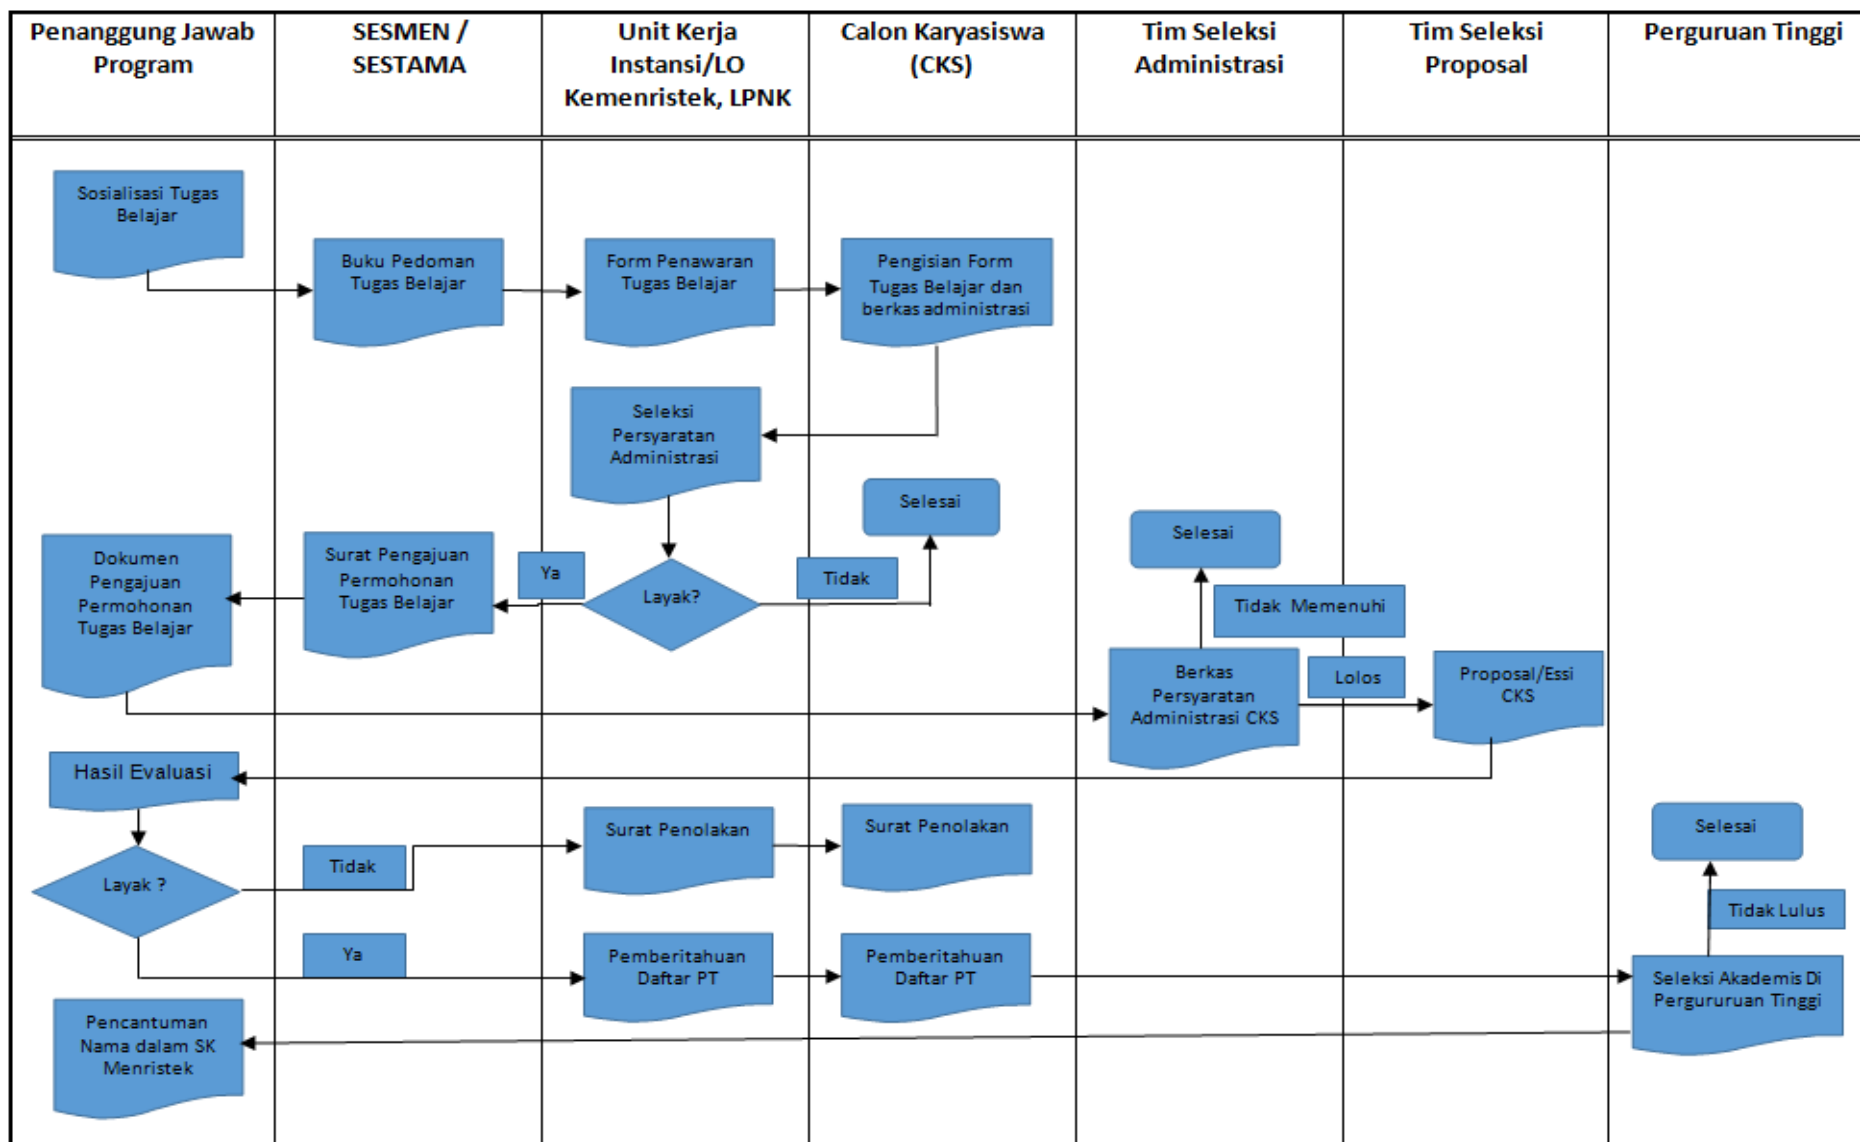 Penanggung Jawab
Program
SESMEN /
SESTAMA
Unit Kerja
Instansi/LO
Kemenristek, LPNK
Calon Karyasiswa
(CKS)
Tim Seleksi
Administrasi
Tim Seleksi
Proposal
Perguruan Tinggi
Sosialisasi Tugas
Belajar
Buku Pedoman
Tugas Belajar
Form Penawaran
Tugas Belajar
Pengisian Form
Tugas Belajar dan
berkas administrasi
Seleksi
Persyaratan
Administrasi
Selesai
Selesai
Dokumen
Pengajuan
Permohonan
Tugas Belajar
Surat Pengajuan
Permohonan
Tugas Belajar
Ya
Layak?
Tidak
Tidak Memenuhi
Berkas
Persyaratan
Administrasi CKS
Lolos
Proposal/Essi
CKS
Hasil Evaluasi
Surat Penolakan
Surat Penolakan
Selesai
Layak ?
Tidak
Tidak Lulus
Ya
Pemberitahuan
Daftar PT
Pemberitahuan
Daftar PT
Seleksi Akademis Di
Pergururuan Tinggi
Pencantuman
Nama dalam SK
Menristek